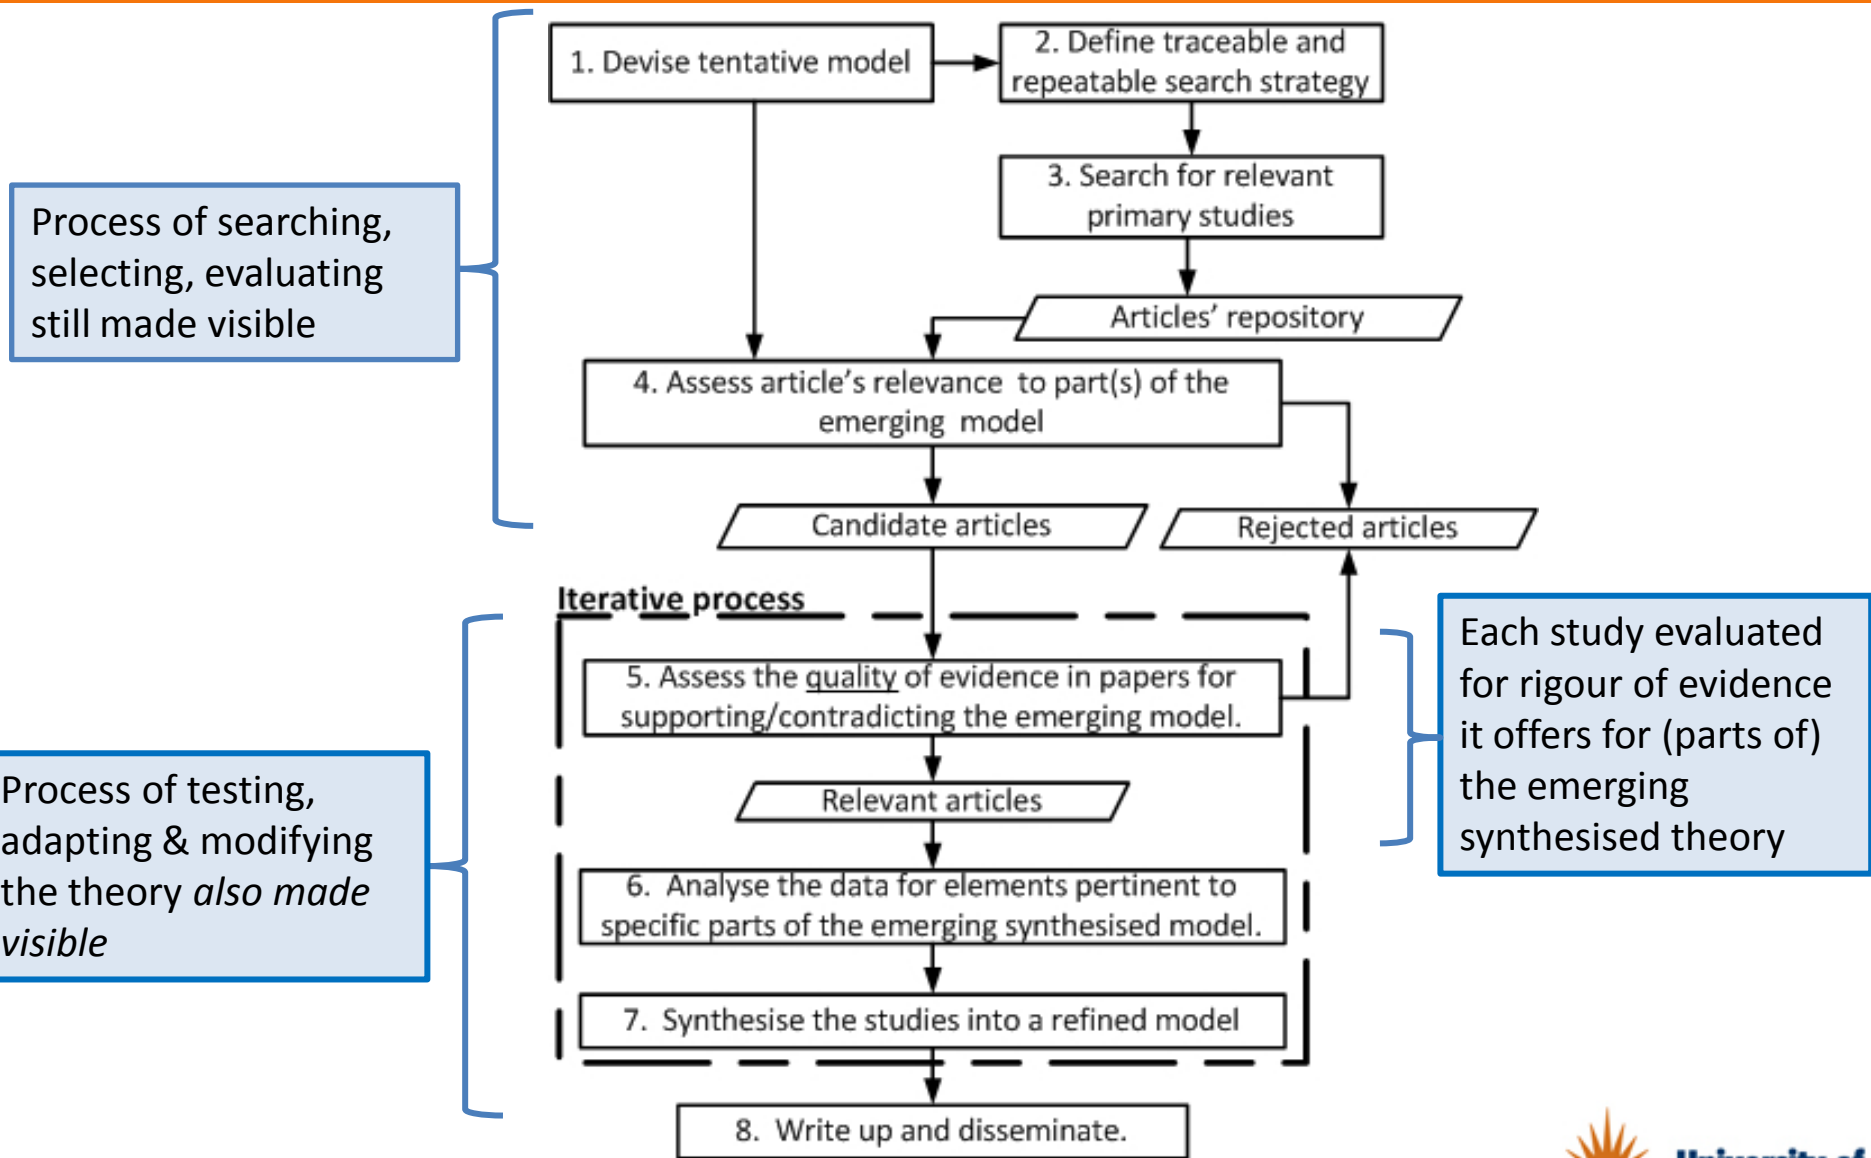 1. Devise tentative model
2. Define traceable and
repeatable search strategy
3. Search for relevant
primary studies
Articles' repository
Process of searching,
selecting, evaluating
still made visible
4. Assess article's relevance to part(s) of the
emerging model
Candidate articles
Rejected articles
Iterative process
5. Assess the quality of evidence in papers for
supporting/contradicting the emerging model.
Each study evaluated
for rigour of evidence
it offers for (parts of)
the emerging
synthesised theory
Relevant articles
Process of testing,
adapting & modifying
the theory also made
visible
6. Analyse the data for elements pertinent to
specific parts of the emerging synthesised model.
7. Synthesise the studies into a refined model
8. Write up and disseminate.
University of